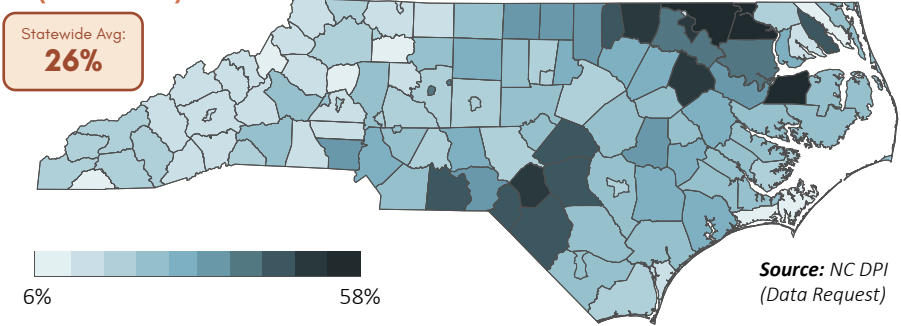 Statewide Avg:
26%
6%
58%
Source: NC DPI
(Data Request)